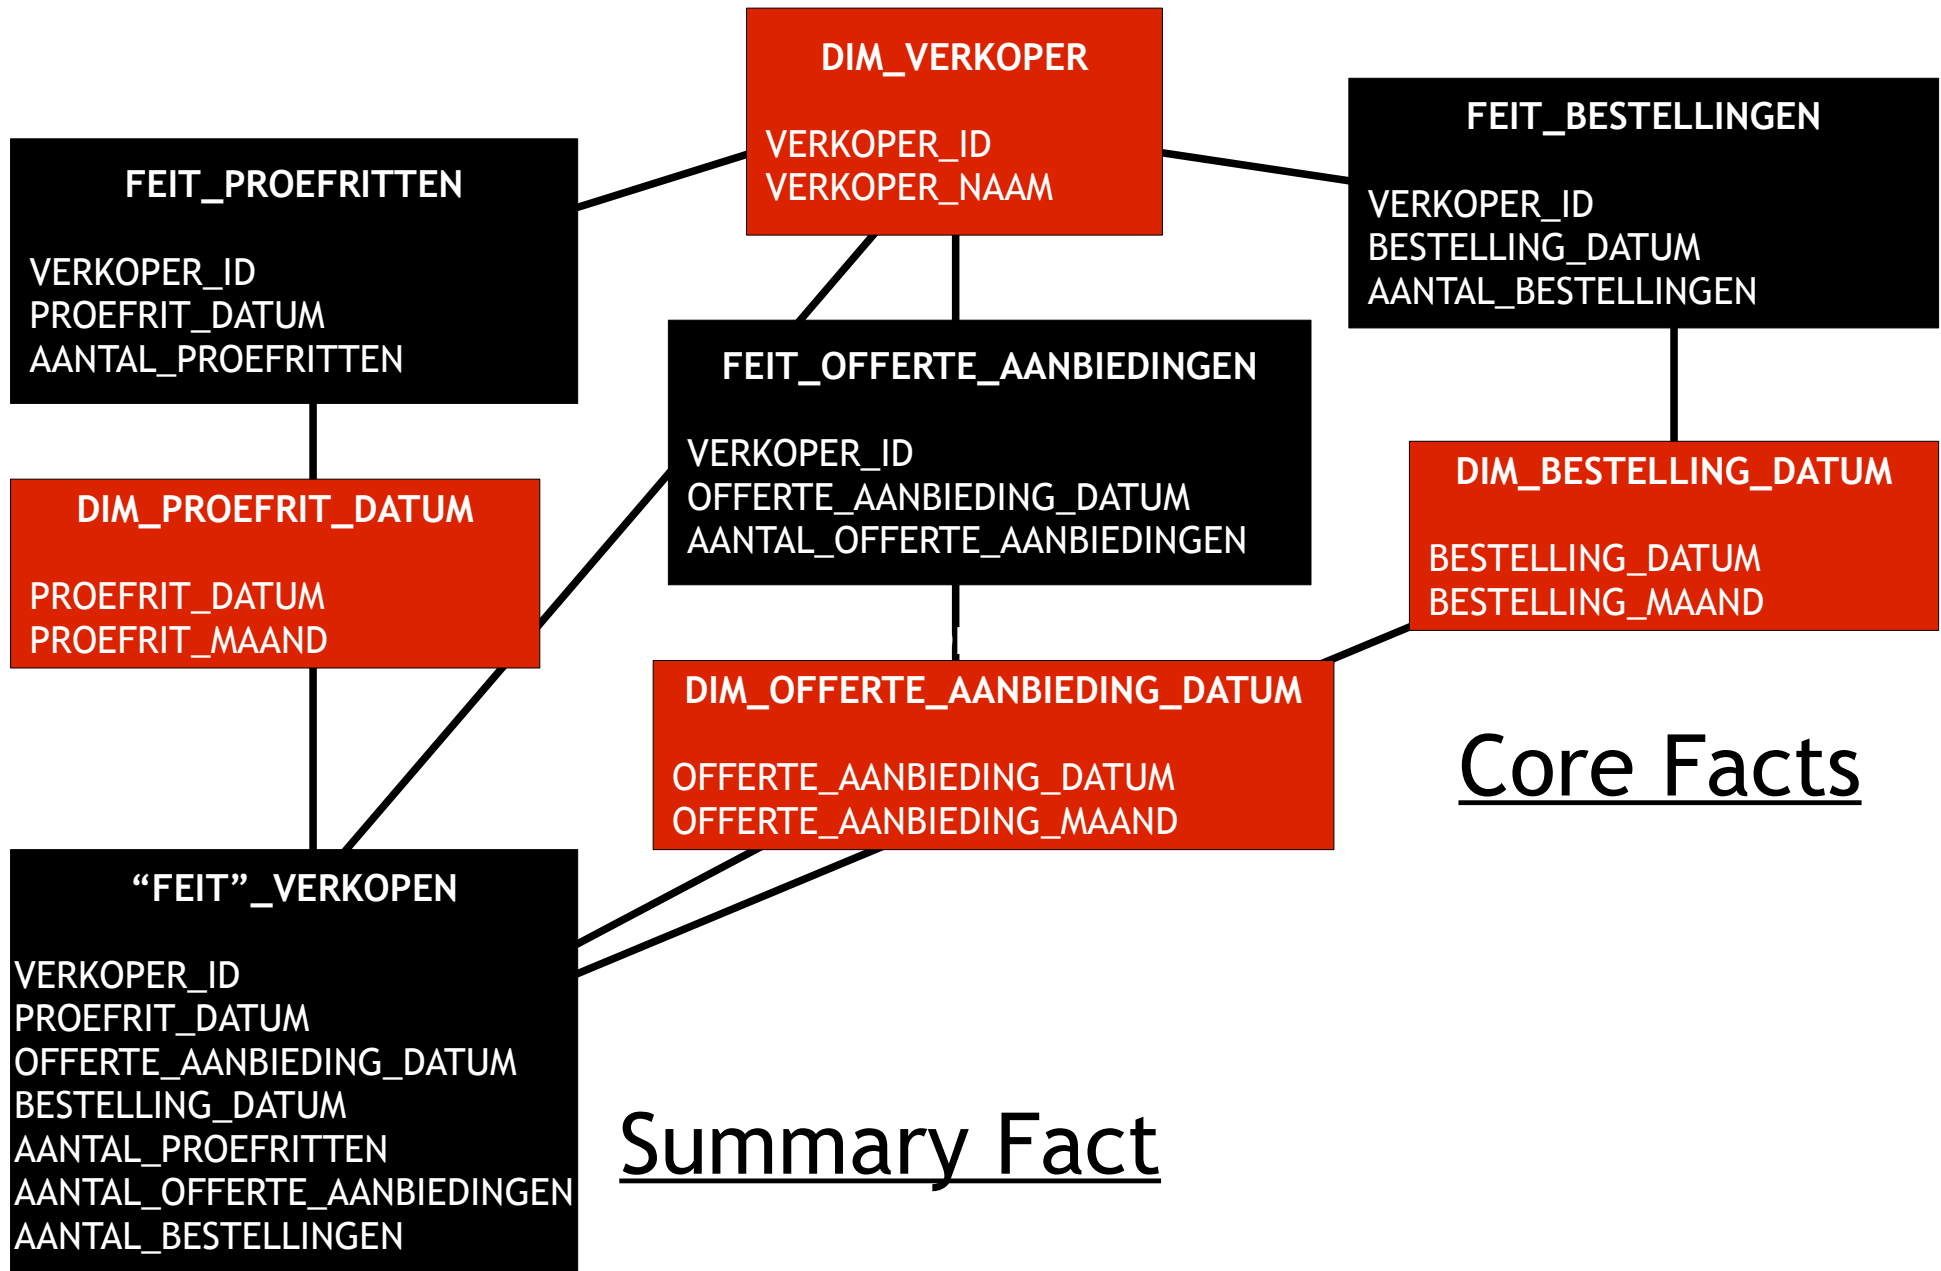 DIM_VERKOPER
VERKOPER_ID
VERKOPER_NAAM
FEIT_BESTELLINGEN
VERKOPER_ID
BESTELLING_DATUM
AANTAL_BESTELLINGEN
FEIT_PROEFRITTEN
VERKOPER_ID
PROEFRIT_DATUM
AANTAL_PROEFRITTEN
FEIT_OFFERTE_AANBIEDINGEN
VERKOPER_ID
OFFERTE_AANBIEDING_DATUM
AANTAL_OFFERTE_AANBIEDINGEN
DIM_BESTELLING_DATUM
BESTELLING_DATUM
BESTELLING_MAAND
DIM_PROEFRIT_DATUM
PROEFRIT_DATUM
PROEFRIT_MAAND
DIM_OFFERTE_AANBIEDING_DATUM
OFFERTE_AANBIEDING_DATUM
OFFERTE_AANBIEDING_MAAND
Core Facts
“FEIT”_VERKOPEN
VERKOPER_ID
PROEFRIT_DATUM
OFFERTE_AANBIEDING_DATUM
BESTELLING_DATUM
AANTAL_PROEFRITTEN
AANTAL_OFFERTE_AANBIEDINGEN
AANTAL_BESTELLINGEN
Summary Fact